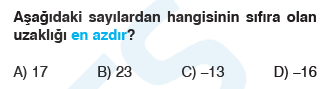 Aşağıdaki sayılardan hangisinin sıfıra olan
uzaklığı en azdır?
A) 17 B) 23 C) –13 D) –16